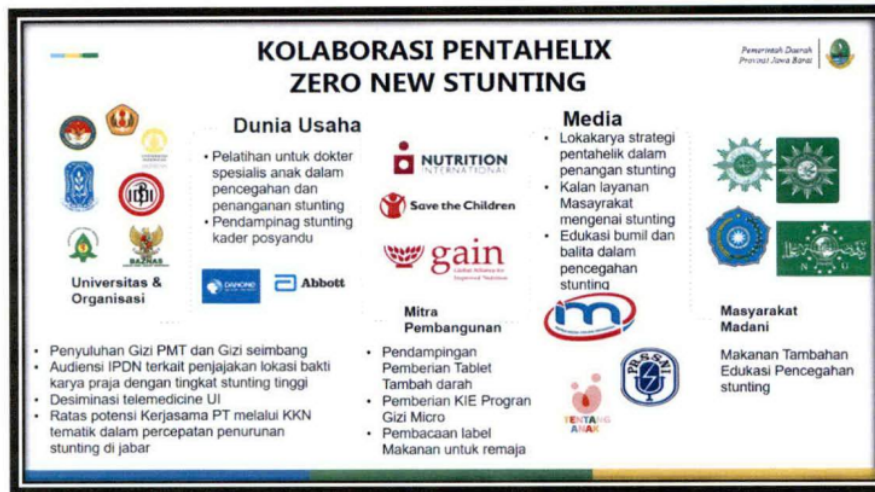 KOLABORASI PENTAHELIX
ZERO NEW STUNTING
Pemerintah Daerah
Provinsi Jawa Barat
Universitas &
Organisasi
BAZNAS
• Penyuluhan Gizi PMT dan Gizi seimbang
• Audiensi IPDN terkait penjajakan lokasi bakti
karya praja dengan tingkat stunting tinggi
• Desiminasi telemedicine UI
• Ratas potensi Kerjasama PT melalui KKN
tematik dalam percepatan penurunan
stunting di jabar
Dunia Usaha
• Pelatihan untuk dokter
spesialis anak dalam
pencegahan dan
penanganan stunting
• Pendampinag stunting
kader posyandu
DANONE
Abbott
NUTRITION
INTERNATIONAL
Save the Children
gain
Global Alliance for
Improved Nutrition
Mitra
Pembangunan
• Pendampingan
Pemberian Tablet
Tambah darah
• Pemberian KIE Progran
Gizi Micro
• Pembacaan label
Makanan untuk remaja
Media
• Lokakarya strategi
pentahelik dalam
penangan stunting
• Kalan layanan
Masayrakat
mengenai stunting
• Edukasi bumil dan
balita dalam
pencegahan
stunting
m
PRSSNI
TENTANG
ANAK
N U
Masyarakat
Madani
Makanan Tambahan
Edukasi Pencegahan
stunting